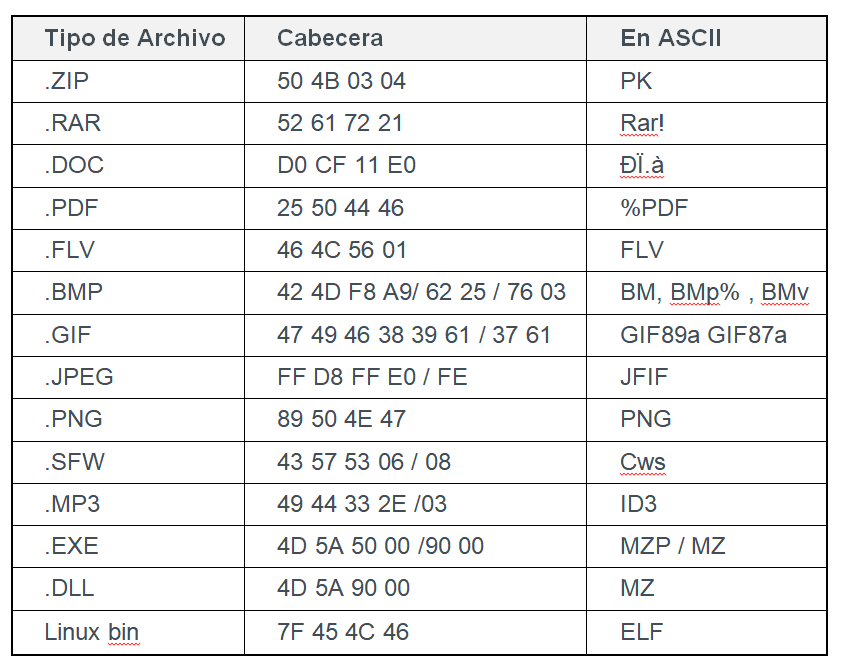 Tipo de Archivo Cabecera En ASCII
.ZIP 50 4B 03 04 PK
.RAR 52 61 72 21 Rar!
.DOC D0 CF 11 E0 ÐÏ.à
.PDF 25 50 44 46 %PDF
.FLV 46 4C 56 01 FLV
.BMP 42 4D F8 A9/ 62 25 / 76 03 BM, BMp% , BMv
.GIF 47 49 46 38 39 61 / 37 61 GIF89a GIF87a
.JPEG FF D8 FF E0 / FE JFIF
.PNG 89 50 4E 47 PNG
.SFW 43 57 53 06 / 08 Cws
.MP3 49 44 33 2E /03 ID3
.EXE 4D 5A 50 00 /90 00 MZP / MZ
.DLL 4D 5A 90 00 MZ
Linux bin 7F 45 4C 46 ELF